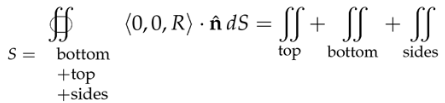 ∯ ⟨0, 0, R⟩ · n̂ dS = ∬ + ∬ + ∬
S = bottom top bottom sides
+top
+sides